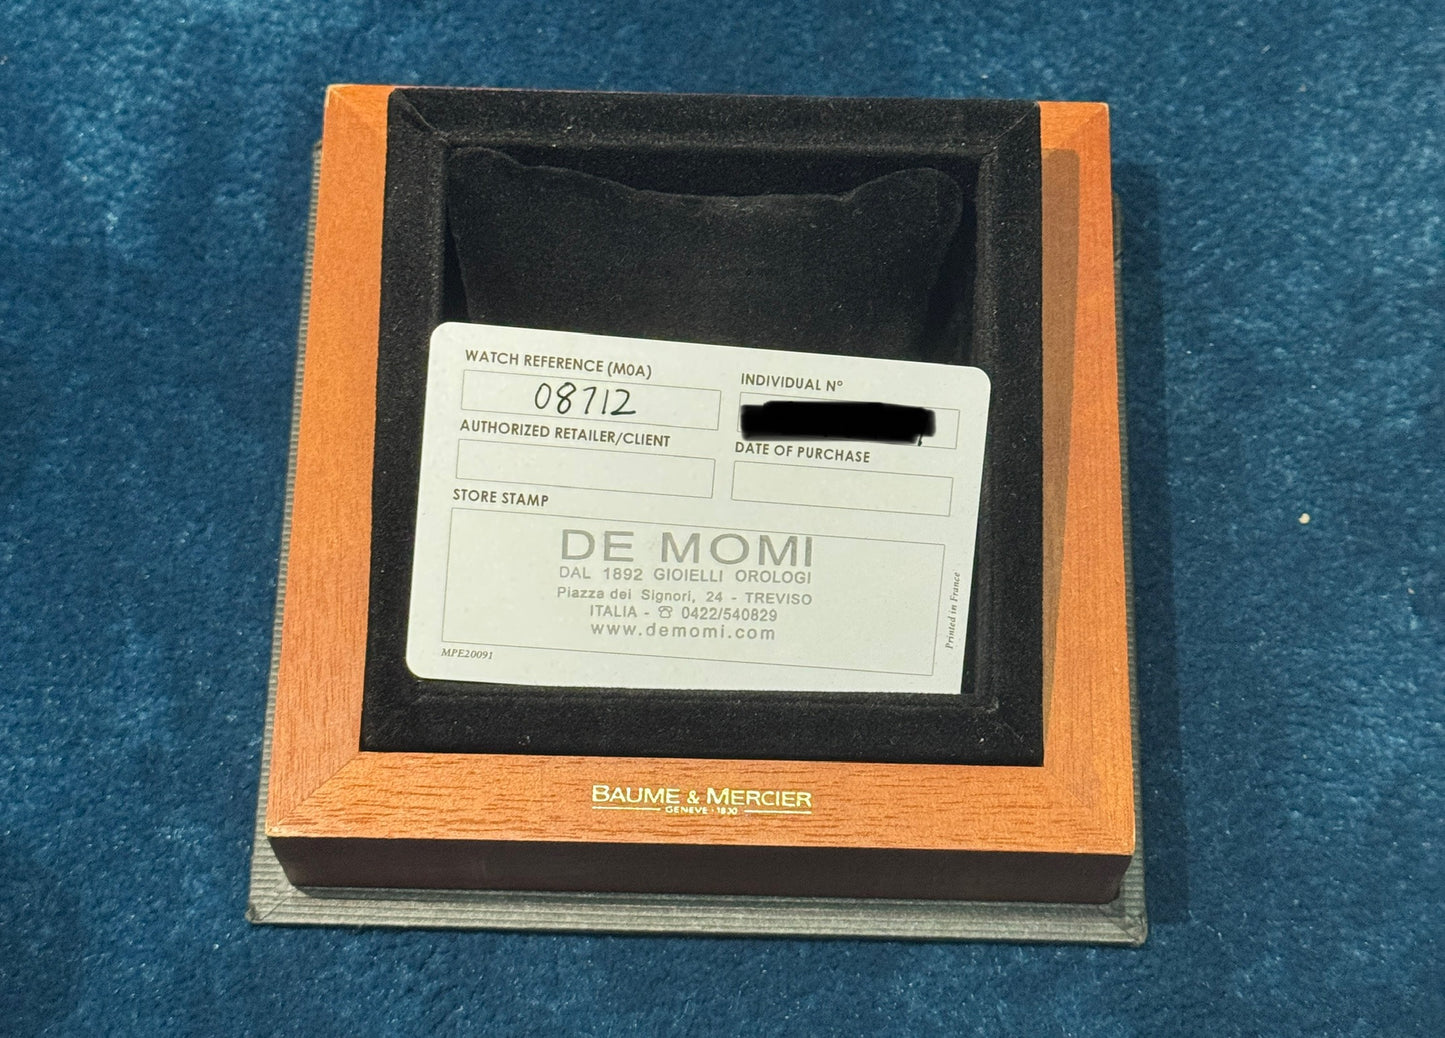 WATCH REFERENCE (M0A)
08712
INDIVIDUAL N°
AUTHORIZED RETAILER/CLIENT
DATE OF PURCHASE
STORE STAMP
DE MOMI
DAL 1892 GIOIELLI OROLOGI
Piazza dei Signori, 24 - TREVISO
ITALIA - ☏ 0422/540829
www.demomi.com
MPE20091
Printed in France
BAUME & MERCIER
GENEVE · 1830